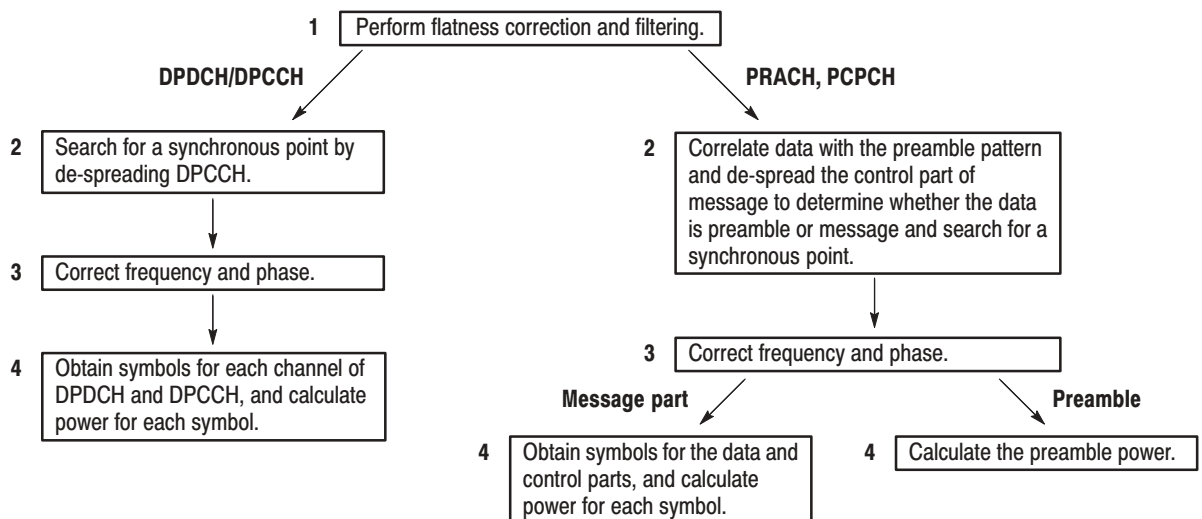 1 Perform flatness correction and filtering.
DPDCH/DPCCH
PRACH, PCPCH
2 Search for a synchronous point by
de-spreading DPCCH.
3 Correct frequency and phase.
4 Obtain symbols for each channel of
DPDCH and DPCCH, and calculate
power for each symbol.
2 Correlate data with the preamble pattern
and de-spread the control part of
message to determine whether the data
is preamble or message and search for a
synchronous point.
3 Correct frequency and phase.
Message part
Preamble
4 Obtain symbols for the data and
control parts, and calculate
power for each symbol.
4 Calculate the preamble power.